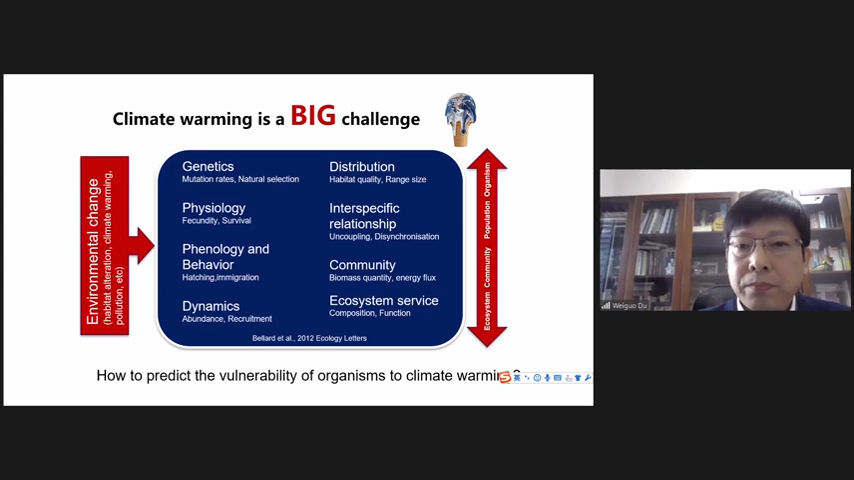 Climate warming is a BIG challenge
Environmental change
(habitat alteration, climate warming,
pollution, etc)
Genetics
Mutation rates, Natural selection
Physiology
Fecundity, Survival
Phenology and
Behavior
Hatching,immigration
Dynamics
Abundance, Recruitment
Distribution
Habitat quality, Range size
Interspecific
relationship
Uncoupling, Disynchronisation
Community
Biomass quantity, energy flux
Ecosystem service
Composition, Function
Bellard et al., 2012 Ecology Letters
Ecosystem Community Population Organism
How to predict the vulnerability of organisms to climate warming?
英
Weiguo Du